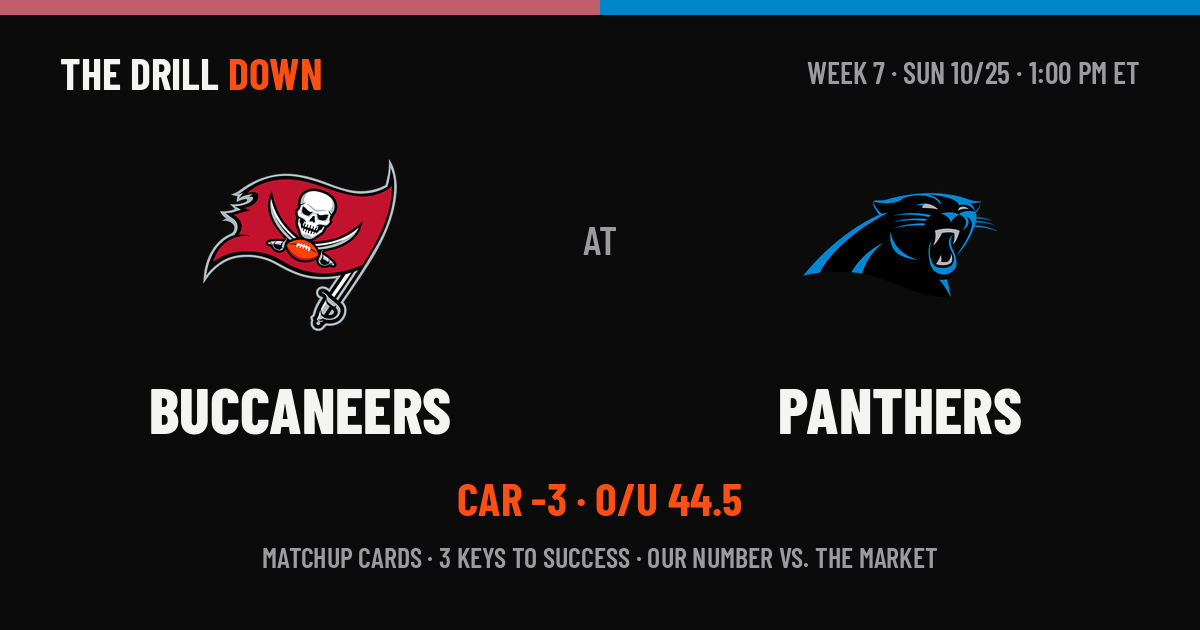 THE DRILL DOWN
WEEK 7 · SUN 10/25 · 1:00 PM ET
AT
BUCCANEERS
PANTHERS
CAR -3 · O/U 44.5
MATCHUP CARDS · 3 KEYS TO SUCCESS · OUR NUMBER VS. THE MARKET